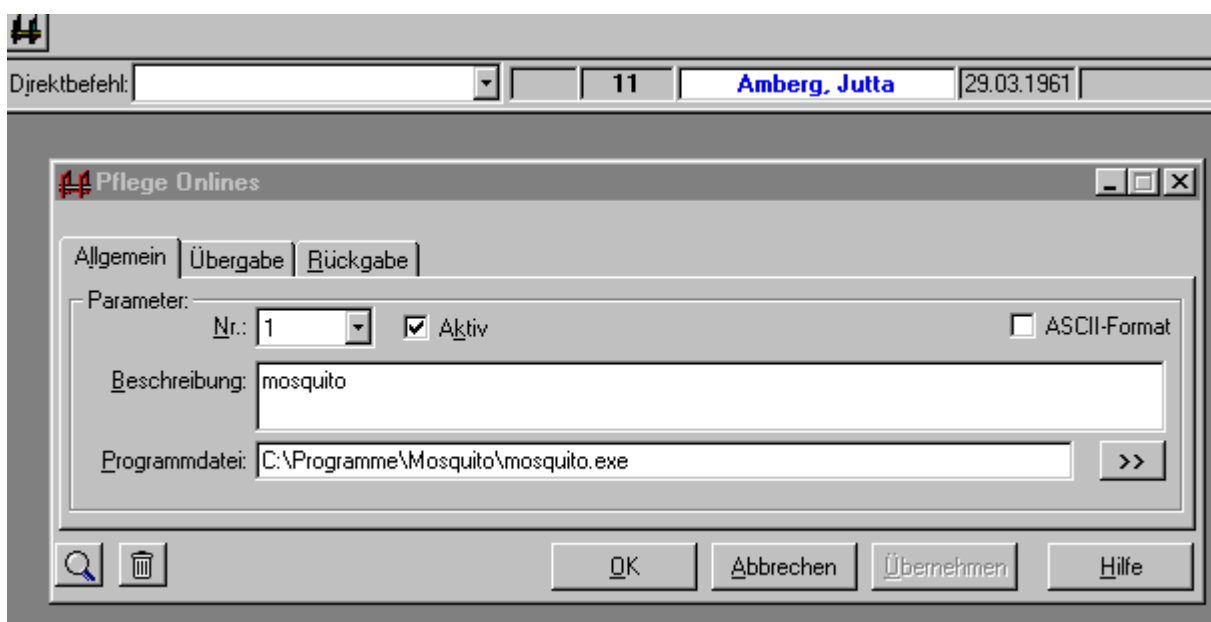 Direktbefehl: 11 Amberg, Jutta 29.03.1961
Pflege Onlines
Allgemein Übergabe Rückgabe
Parameter:
Nr.: 1 Aktiv ASCII-Format
Beschreibung: mosquito
Programmdatei: C:\Programme\Mosquito\mosquito.exe >>
OK Abbrechen Übernehmen Hilfe